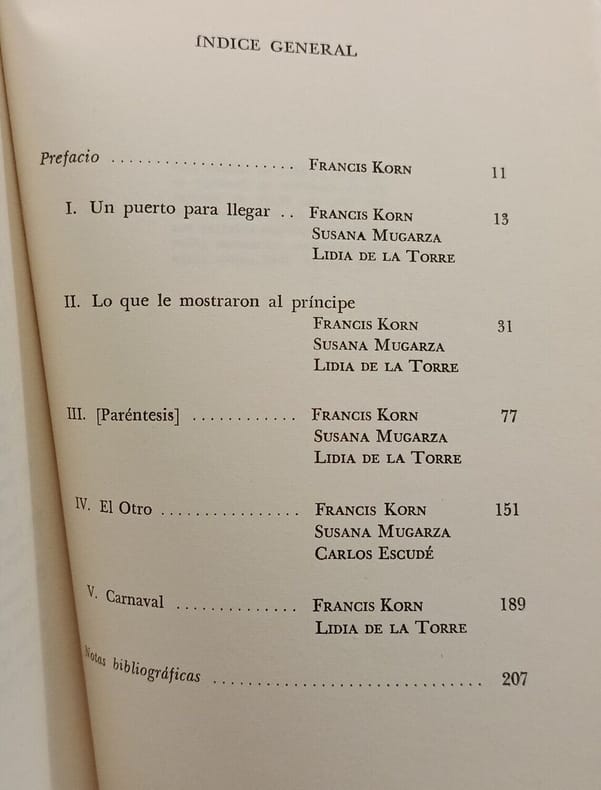 ÍNDICE GENERAL
Prefacio ..................... FRANCIS KORN 11
I. Un puerto para llegar .. FRANCIS KORN 13
SUSANA MUGARZA
LIDIA DE LA TORRE
II. Lo que le mostraron al príncipe
FRANCIS KORN 31
SUSANA MUGARZA
LIDIA DE LA TORRE
III. [Paréntesis] ............ FRANCIS KORN 77
SUSANA MUGARZA
LIDIA DE LA TORRE
IV. El Otro ................ FRANCIS KORN 151
SUSANA MUGARZA
CARLOS ESCUDÉ
V. Carnaval .............. FRANCIS KORN 189
LIDIA DE LA TORRE
Notas bibliográficas ............................... 207